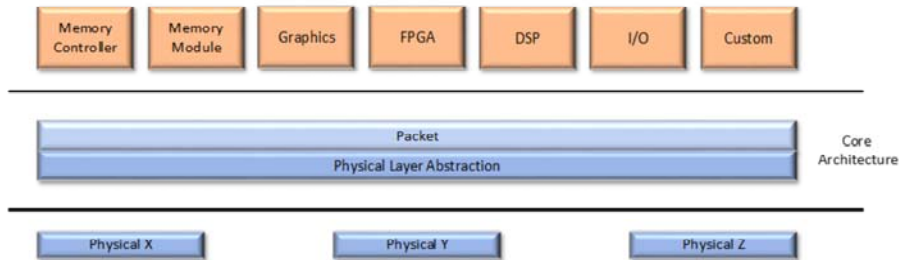 Memory
Controller
Memory
Module
Graphics
FPGA
DSP
I/O
Custom
Packet
Physical Layer Abstraction
Core
Architecture
Physical X
Physical Y
Physical Z